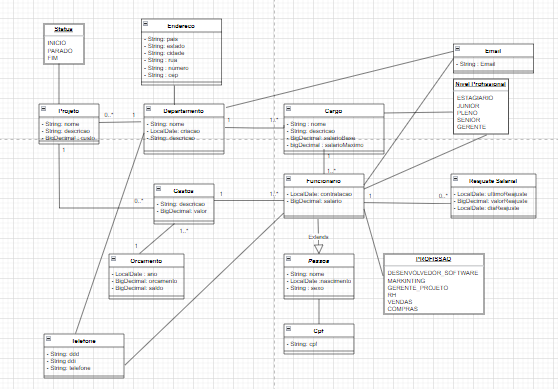 Status
INICIO
PARADO
FIM
Endereco
- String: pais
- String: estado
- String: cidade
- String : rua
- String : numero
- String : cep
Email
- String : Email
Nivel Profissional
ESTAGIARIO
JUNIOR
PLENO
SENIOR
GERENTE
Projeto
- String: nome
- String: descricao
- BigDecimal : custo
0..*
1
Departamento
- String: nome
- LocalDate: criacao
- String: descricao
1
1..*
Cargo
- String : nome
- String: descricao
- BigDecimal: salarioBase
- bigDecimal : salarioMaximo
1
1
1..*
Gastos
- String: descricao
- BigDecimal: valor
0..*
1
1..*
1..*
Funcionario
- LocalDate: contratacao
- BigDecimal: salario
1
0..*
Reajuste Salarial
- LocalDate: ultimoReajuste
- BigDecimal: valorReajuste
- LocalDate: diaReajuste
Extends
1
Orcamento
- LocalDate : ano
- BigDecimal: orcamento
- BigDecimal: saldo
Pessoa
- String: nome
- LocalDate: nascimento
- String : sexo
PROFISSAO
DESENVOLVEDOR_SOFTWARE
MARKINTING
GERENTE_PROJETO
RH
VENDAS
COMPRAS
Cpf
- String: cpf
Telefone
- String: ddd
- String ddi
- String: telefone